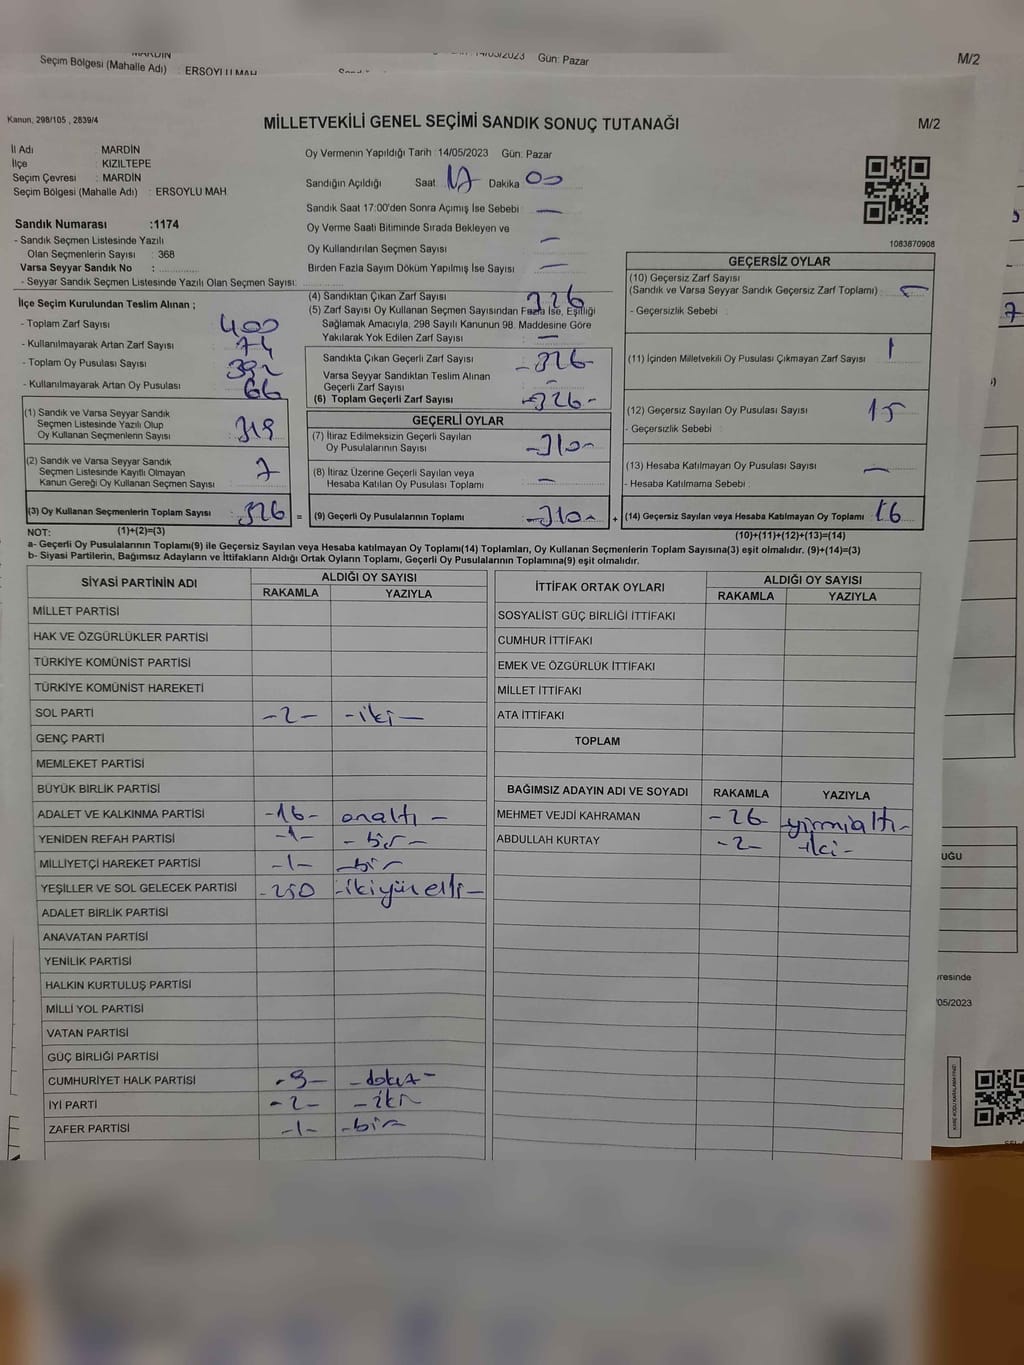 MARDİN
Seçim Bölgesi (Mahalle Adı) : ERSOYLU MAH
14/05/2023 Gün: Pazar
M/2
Kanun, 298/105 , 2839/4
MİLLETVEKİLİ GENEL SEÇİMİ SANDIK SONUÇ TUTANAĞI
M/2
İl Adı MARDİN
İlçe : KIZILTEPE
Seçim Çevresi : MARDİN
Seçim Bölgesi (Mahalle Adı) : ERSOYLU MAH
Oy Vermenin Yapıldığı Tarih :14/05/2023 Gün: Pazar
Sandığın Açıldığı Saat 17 Dakika 00
Sandık Saat 17:00'den Sonra Açımış İse Sebebi —
Oy Verme Saati Bitiminde Sırada Bekleyen ve
Oy Kullandırılan Seçmen Sayısı —
Birden Fazla Sayım Döküm Yapılmış İse Sayısı —
1083870908
Sandık Numarası :1174
- Sandık Seçmen Listesinde Yazılı
Olan Seçmenlerin Sayısı : 368
Varsa Seyyar Sandık No :
- Seyyar Sandık Seçmen Listesinde Yazılı Olan Seçmen Sayısı:
İlçe Seçim Kurulundan Teslim Alınan ;
- Toplam Zarf Sayısı 400
- Kullanılmayarak Artan Zarf Sayısı 74
- Toplam Oy Pusulası Sayısı 392
- Kullanılmayarak Artan Oy Pusulası 66
(1) Sandık ve Varsa Seyyar Sandık
Seçmen Listesinde Yazılı Olup
Oy Kullanan Seçmenlerin Sayısı 319
(2) Sandık ve Varsa Seyyar Sandık
Seçmen Listesinde Kayıtlı Olmayan
Kanun Gereği Oy Kullanan Seçmen Sayısı 7
(3) Oy Kullanan Seçmenlerin Toplam Sayısı 326 =
(1)+(2)=(3)
(4) Sandıktan Çıkan Zarf Sayısı 326
(5) Zarf Sayısı Oy Kullanan Seçmen Sayısından Fazla İse, Eşitliği
Sağlamak Amacıyla, 298 Sayılı Kanunun 98. Maddesine Göre
Yakılarak Yok Edilen Zarf Sayısı —
Sandıkta Çıkan Geçerli Zarf Sayısı -326
Varsa Seyyar Sandıktan Teslim Alınan
Geçerli Zarf Sayısı -
(6) Toplam Geçerli Zarf Sayısı -326-
GEÇERLİ OYLAR
(7) İtiraz Edilmeksizin Geçerli Sayılan
Oy Pusulalarının Sayısı -310-
(8) İtiraz Üzerine Geçerli Sayılan veya
Hesaba Katılan Oy Pusulası Toplamı -
(9) Geçerli Oy Pusulalarının Toplamı -310- +
GEÇERSİZ OYLAR
(10) Geçersiz Zarf Sayısı
(Sandık ve Varsa Seyyar Sandık Geçersiz Zarf Toplamı)
- Geçersizlik Sebebi :
(11) İçinden Milletvekili Oy Pusulası Çıkmayan Zarf Sayısı 1
(12) Geçersiz Sayılan Oy Pusulası Sayısı 15
- Geçersizlik Sebebi
(13) Hesaba Katılmayan Oy Pusulası Sayısı —
- Hesaba Katılmama Sebebi :
(14) Geçersiz Sayılan veya Hesaba Katılmayan Oy Toplamı 16
(10)+(11)+(12)+(13)=(14)
NOT:
a- Geçerli Oy Pusulalarının Toplamı(9) ile Geçersiz Sayılan veya Hesaba katılmayan Oy Toplamı(14) Toplamları, Oy Kullanan Seçmenlerin Toplam Sayısına(3) eşit olmalıdır. (9)+(14)=(3)
b- Siyasi Partilerin, Bağımsız Adayların ve İttifakların Aldığı Ortak Oyların Toplamı, Geçerli Oy Pusulalarının Toplamına(9) eşit olmalıdır.
SİYASİ PARTİNİN ADI
ALDIĞI OY SAYISI
RAKAMLA YAZIYLA
MİLLET PARTİSİ
HAK VE ÖZGÜRLÜKLER PARTİSİ
TÜRKİYE KOMÜNİST PARTİSİ
TÜRKİYE KOMÜNİST HAREKETİ
SOL PARTİ -2- -iki-
GENÇ PARTİ
MEMLEKET PARTİSİ
BÜYÜK BİRLİK PARTİSİ
ADALET VE KALKINMA PARTİSİ -16- onaltı -
YENİDEN REFAH PARTİSİ -1- - bir -
MİLLİYETÇİ HAREKET PARTİSİ -1- -bir
YEŞİLLER VE SOL GELECEK PARTİSİ -250 -ikiyüzelli-
ADALET BİRLİK PARTİSİ
ANAVATAN PARTİSİ
YENİLİK PARTİSİ
HALKIN KURTULUŞ PARTİSİ
MİLLİ YOL PARTİSİ
VATAN PARTİSİ
GÜÇ BİRLİĞİ PARTİSİ
CUMHURİYET HALK PARTİSİ -9- -dokuz-
İYİ PARTİ -2- -iki
ZAFER PARTİSİ -1- -bir
İTTİFAK ORTAK OYLARI
ALDIĞI OY SAYISI
RAKAMLA YAZIYLA
SOSYALİST GÜÇ BİRLİĞİ İTTİFAKI
CUMHUR İTTİFAKI
EMEK VE ÖZGÜRLÜK İTTİFAKI
MİLLET İTTİFAKI
ATA İTTİFAKI
TOPLAM
BAĞIMSIZ ADAYIN ADI VE SOYADI RAKAMLA YAZIYLA
MEHMET VEJDİ KAHRAMAN -26 yirmialtı-
ABDULLAH KURTAY -2- -iki-
7
UĞU
resinde
/05/2023